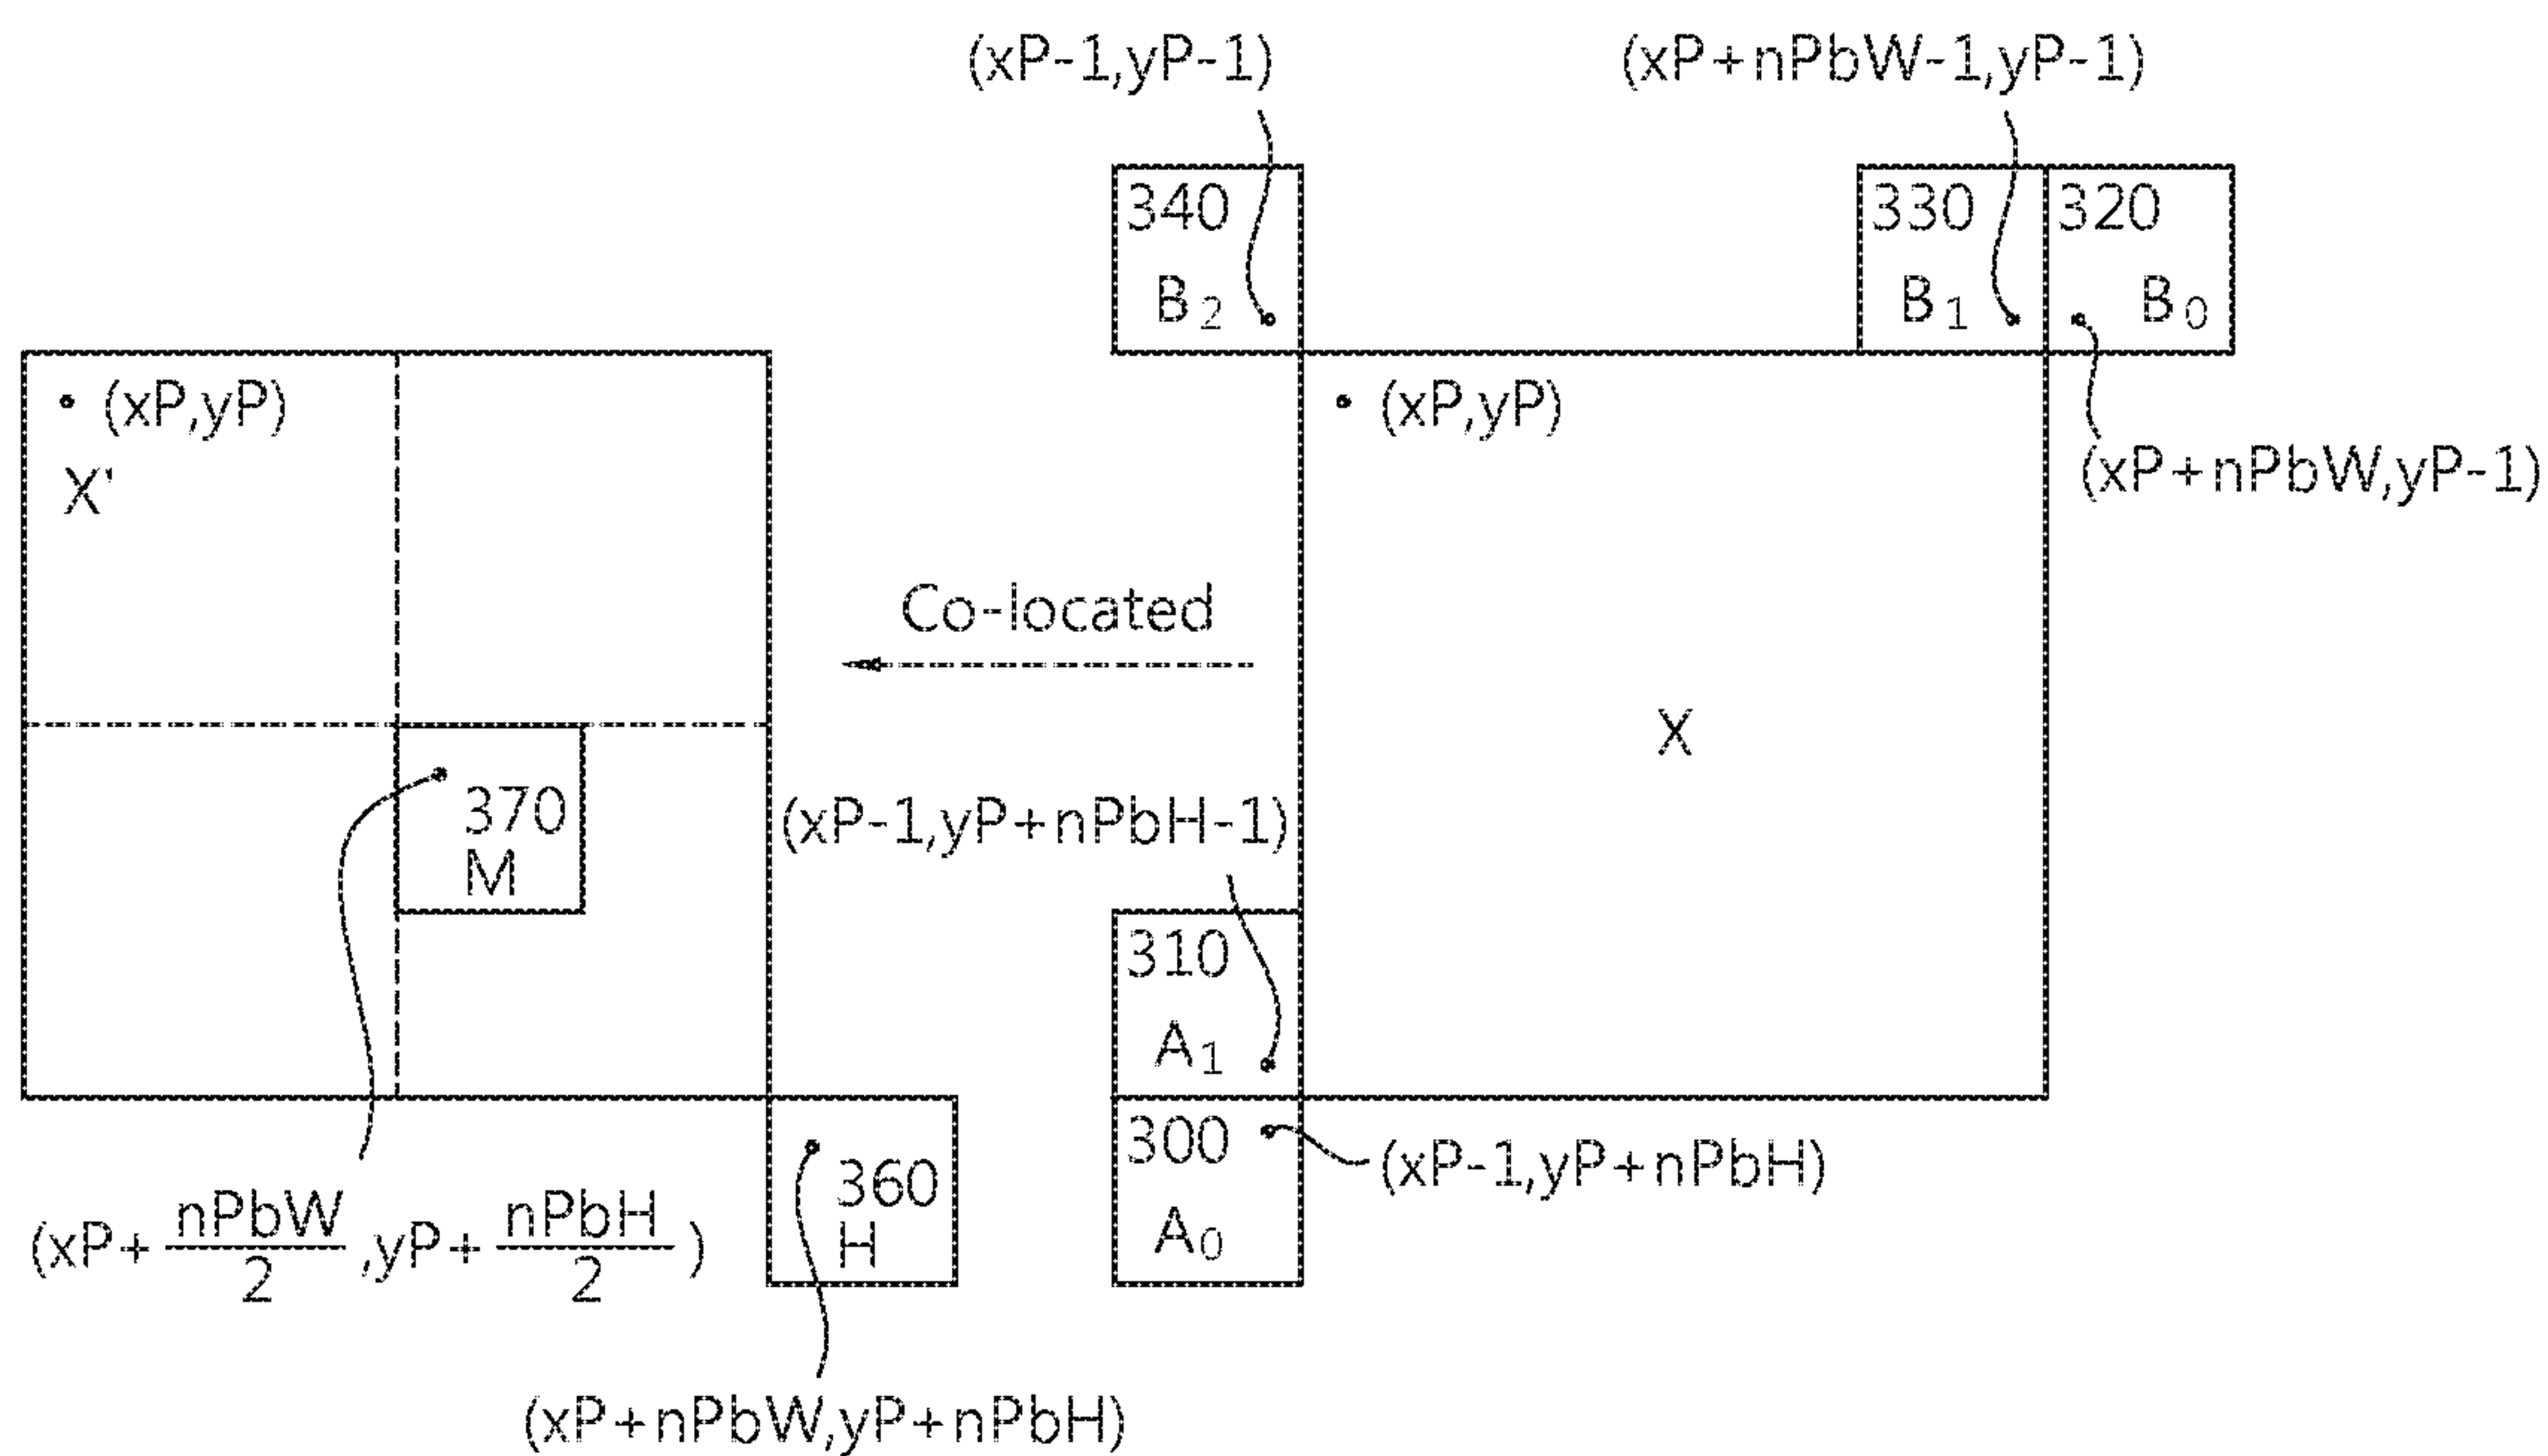 (xP-1,yP-1)
(xP+nPbW-1,yP-1)
340
B2
330
B1
320
B0
(xP,yP)
X'
(xP,yP)
(xP+nPbW,yP-1)
Co-located
X
370
M
(xP-1,yP+nPbH-1)
310
A1
300
A0
(xP-1,yP+nPbH)
360
H
(xP+nPbW/2,yP+nPbH/2)
(xP+nPbW,yP+nPbH)